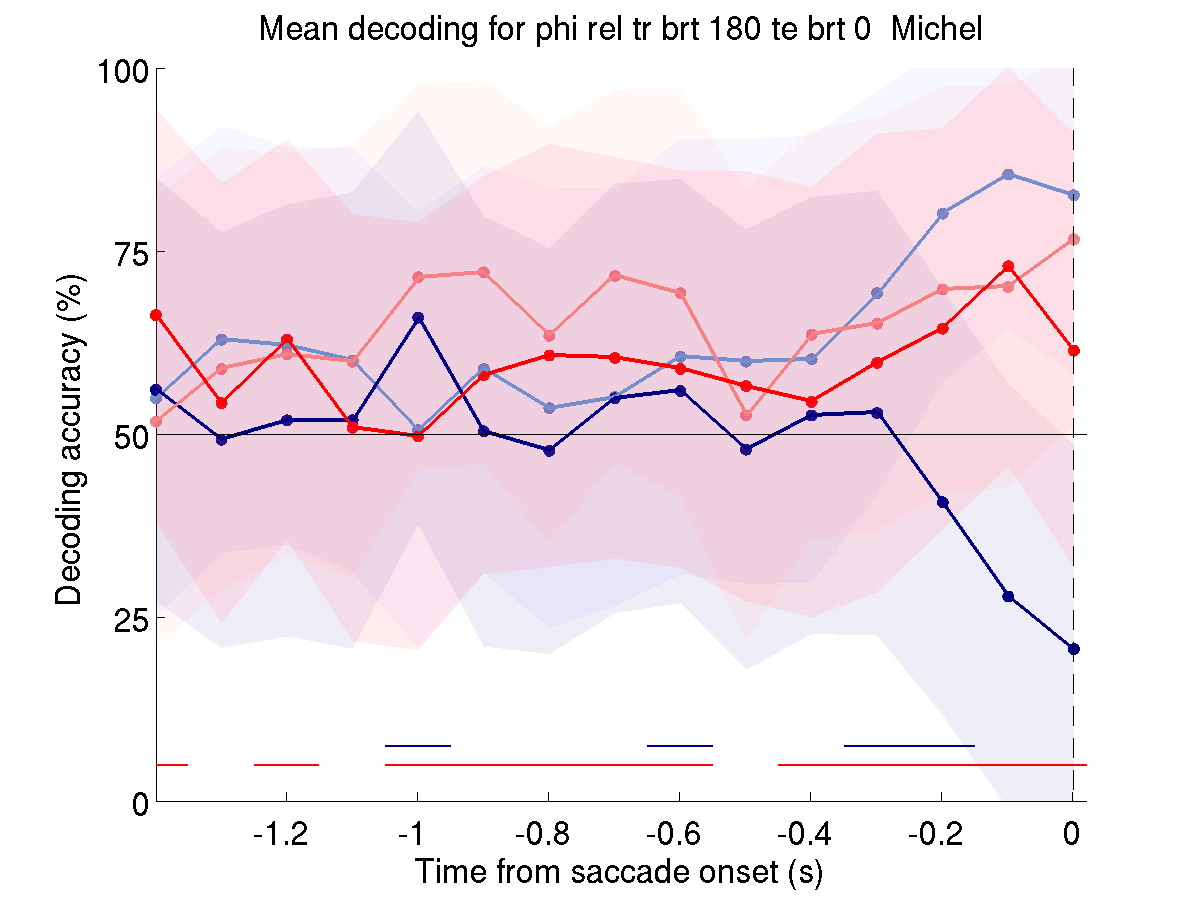 Mean decoding for phi rel tr brt 180 te brt 0  Michel
100
75
50
25
0
Decoding accuracy (%)
-1.2 -1 -0.8 -0.6 -0.4 -0.2 0
Time from saccade onset (s)